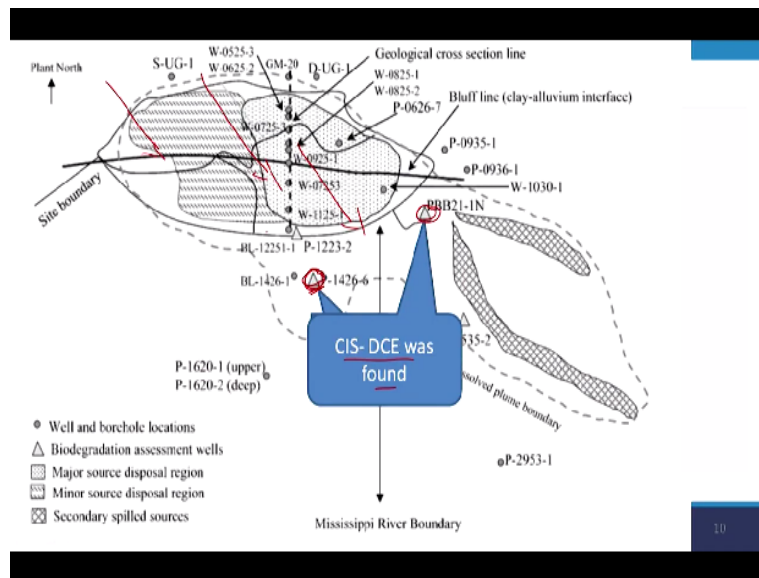 W-0525-3
W-0625-2
S-UG-1
GM-20
D-UG-1
Geological cross section line
Plant North
W-0825-1
W-0825-2
P-0626-7
Bluff line (clay-alluvium interface)
W-0725-3
P-0935-1
W-0925-1
P-0936-1
W-07253
W-1030-1
Site boundary
W-1125-1
PBB21-1N
BL-12251-1
P-1223-2
BL-1426-1
P-1426-6
CIS- DCE was
found
535-2
P-1620-1 (upper)
P-1620-2 (deep)
ssolved plume boundary
Well and borehole locations
Biodegradation assessment wells
Major source disposal region
Minor source disposal region
Secondary spilled sources
P-2953-1
Mississippi River Boundary
10